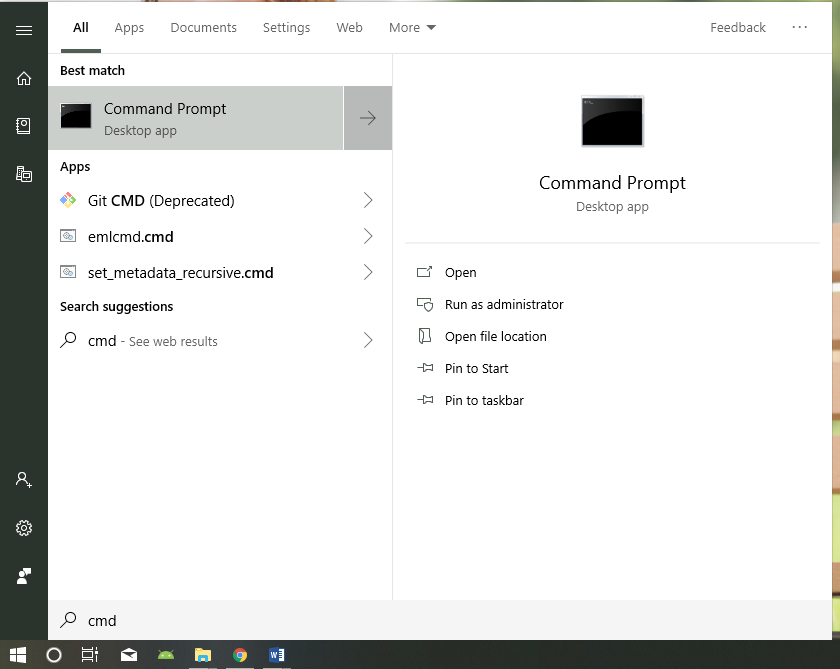 All Apps Documents Settings Web More Feedback ...
Best match
Command Prompt
Desktop app
Apps
Git CMD (Deprecated)
emlcmd.cmd
set_metadata_recursive.cmd
Search suggestions
cmd - See web results
Command Prompt
Desktop app
Open
Run as administrator
Open file location
Pin to Start
Pin to taskbar
cmd